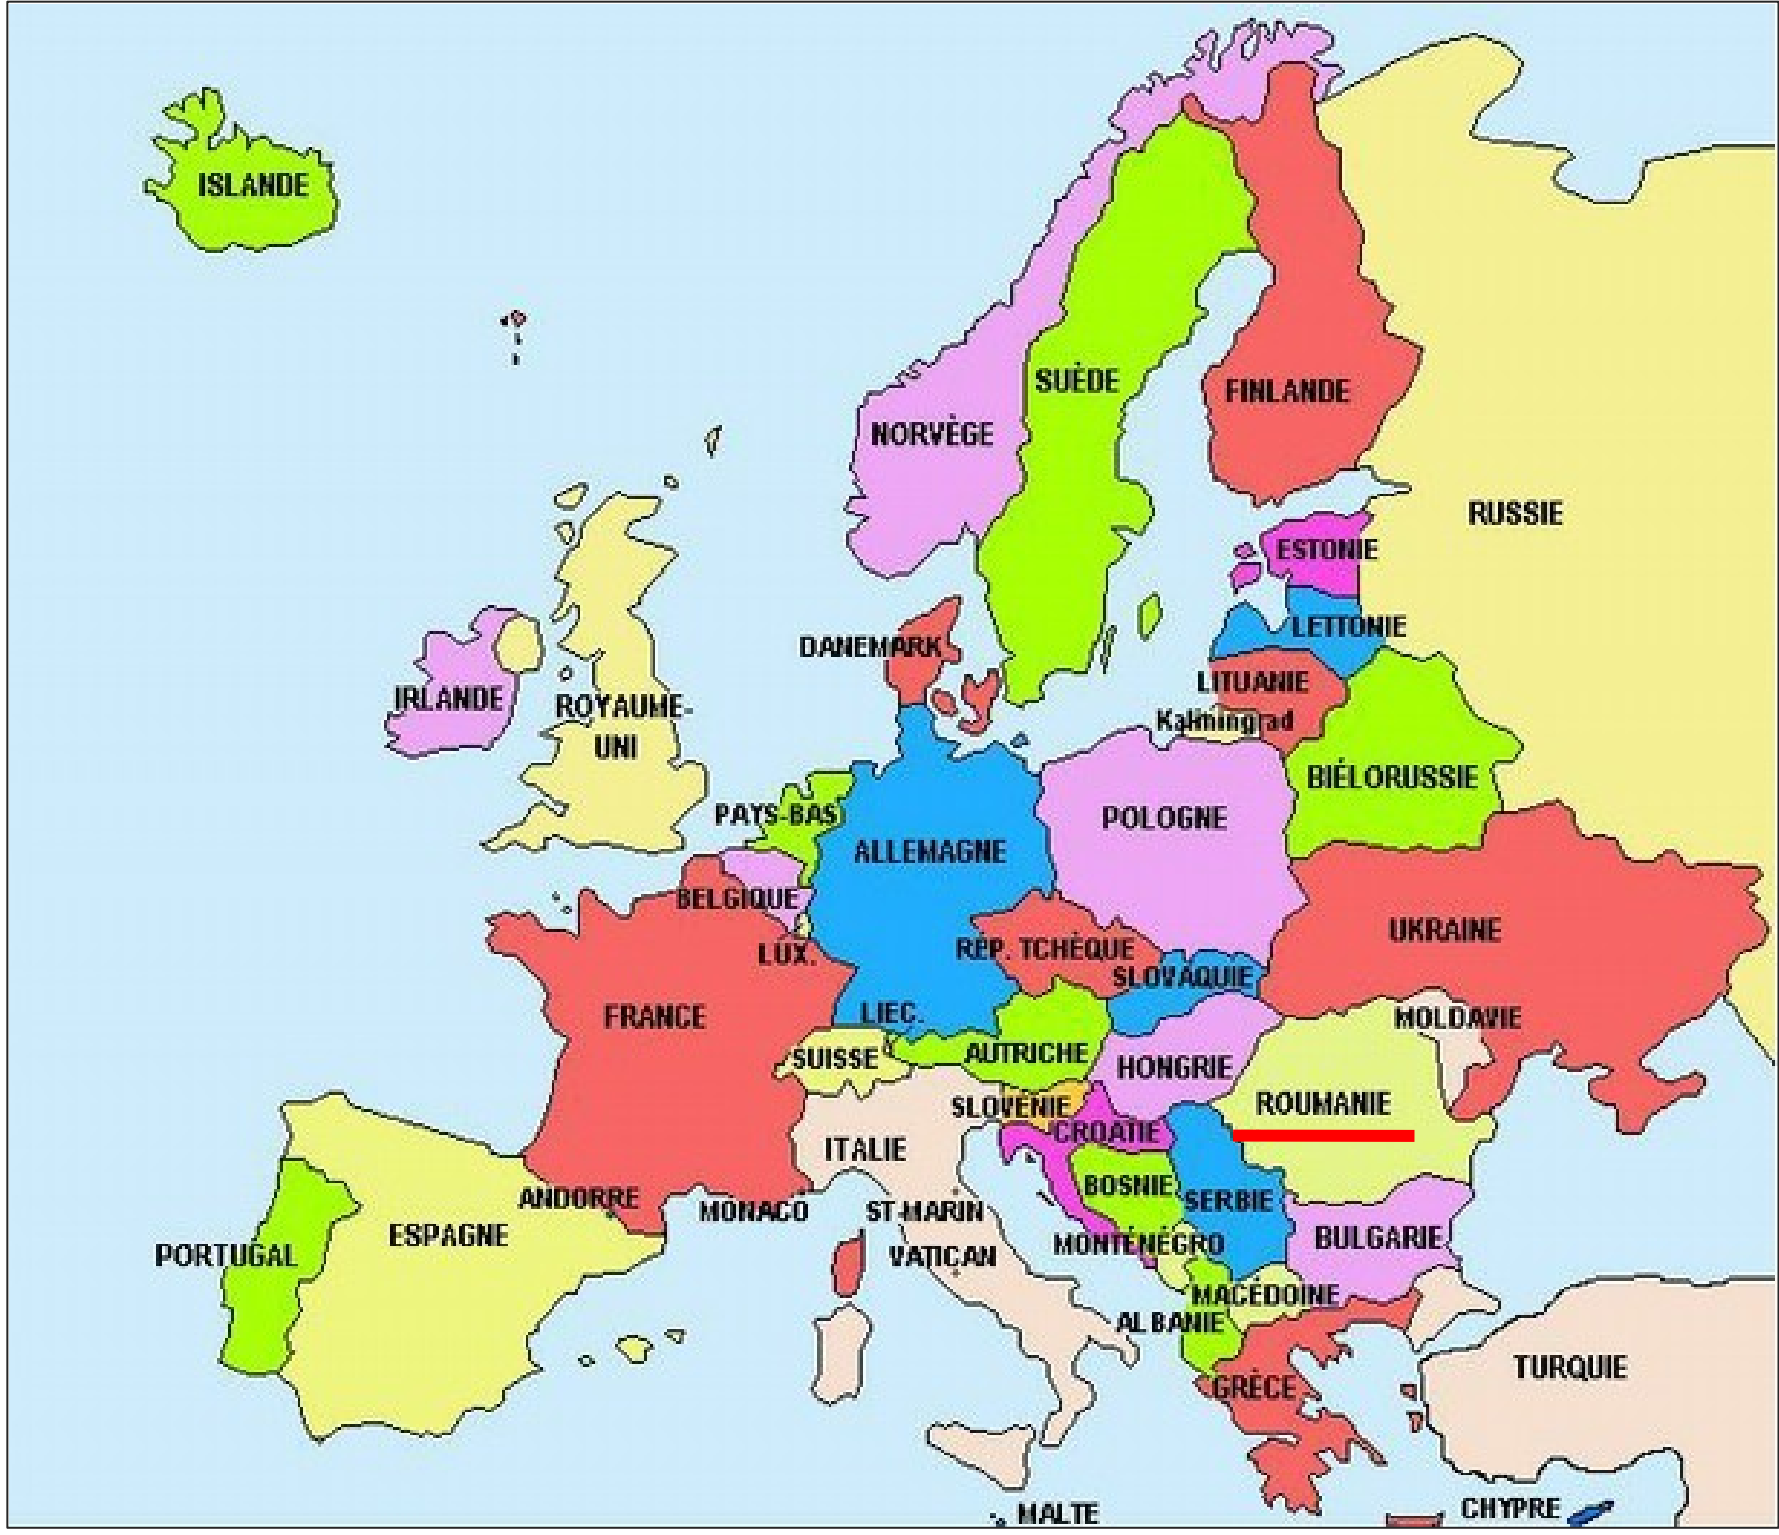 ISLANDE
SUÈDE
FINLANDE
NORVÈGE
RUSSIE
ESTONIE
LETTONIE
DANEMARK
LITUANIE
IRLANDE
ROYAUME-
UNI
Kaliningrad
BIÉLORUSSIE
PAYS-BAS
POLOGNE
ALLEMAGNE
BELGIQUE
UKRAINE
LUX.
RÉP. TCHÈQUE
SLOVAQUIE
FRANCE
LIEC.
MOLDAVIE
SUISSE
AUTRICHE
HONGRIE
SLOVÉNIE
ROUMANIE
CROATIE
ITALIE
BOSNIE
ANDORRE
MONACO
ST-MARIN
SERBIE
ESPAGNE
PORTUGAL
VATICAN
MONTÉNÉGRO
BULGARIE
MACÉDOINE
ALBANIE
TURQUIE
GRÈCE
MALTE
CHYPRE